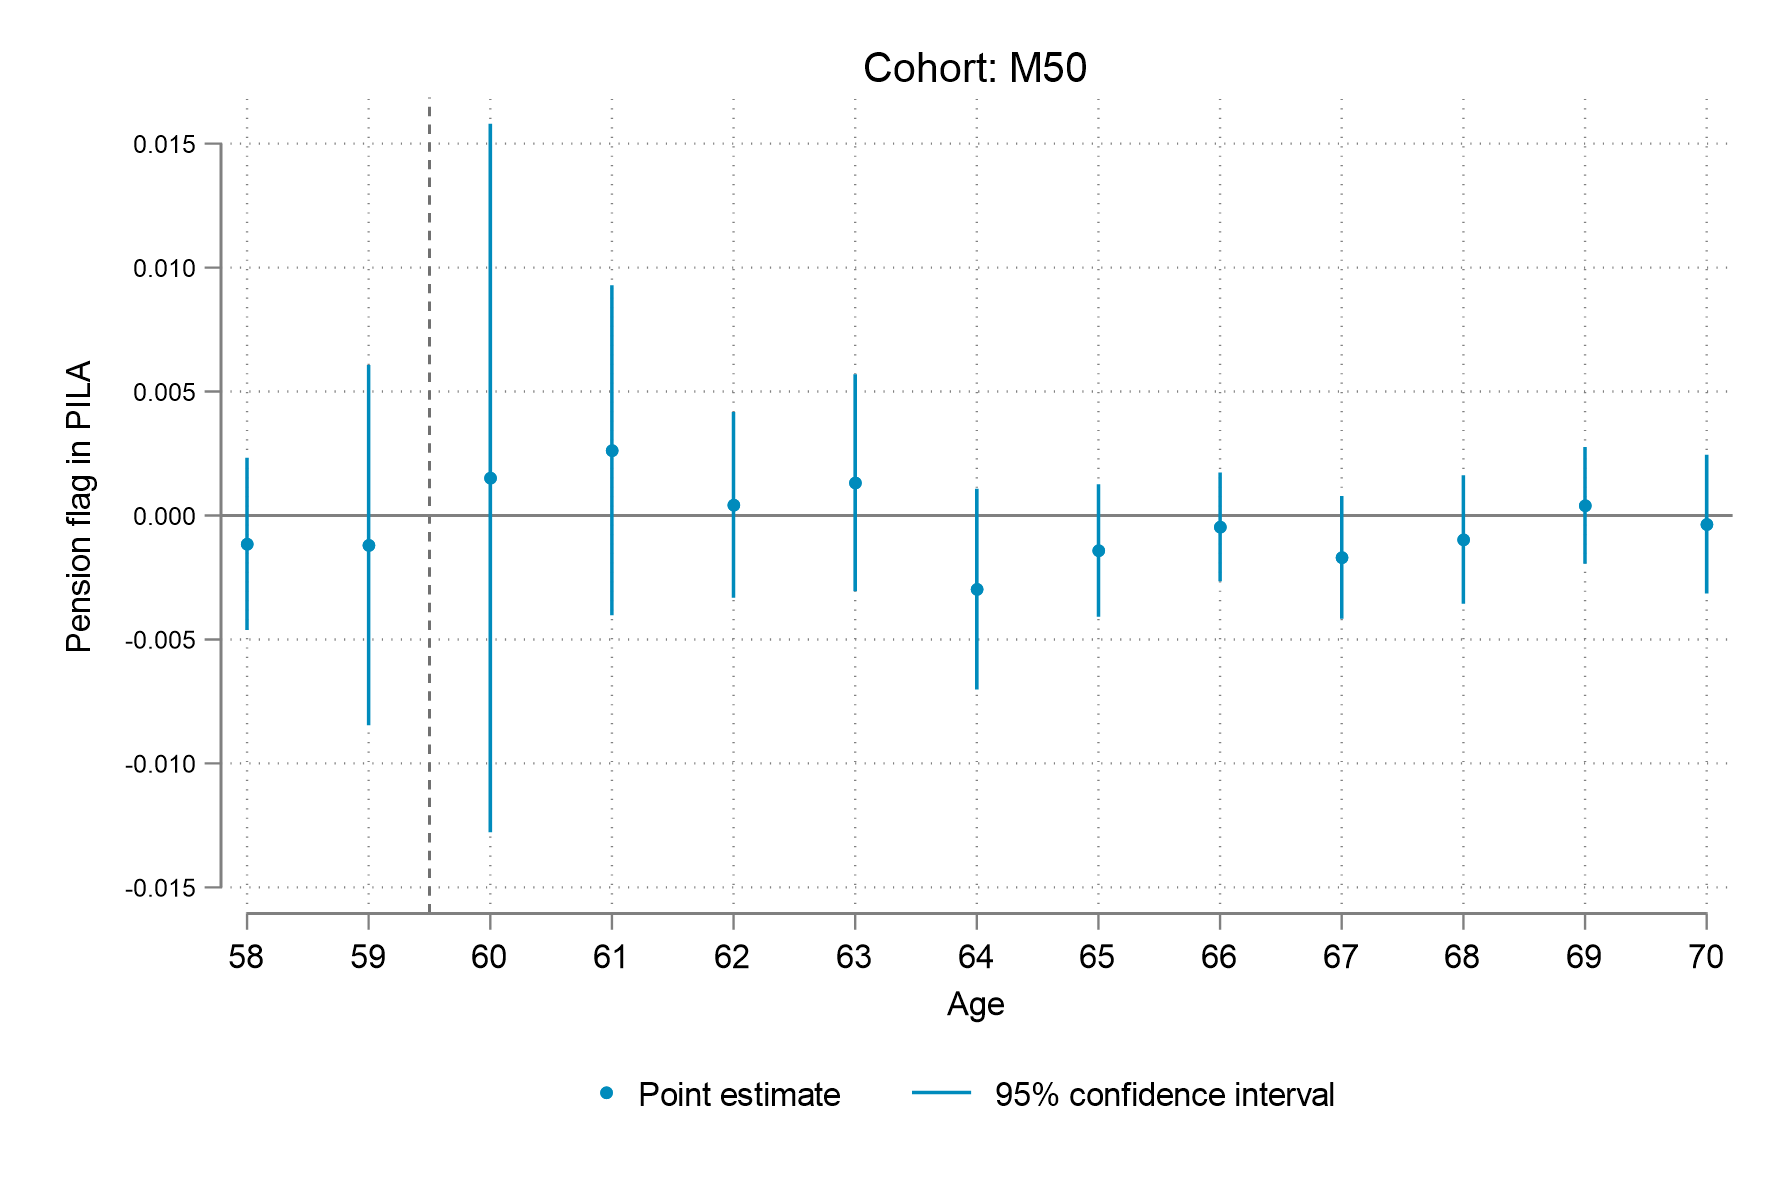 Cohort: M50
Pension flag in PILA
0.015
0.010
0.005
0.000
-0.005
-0.010
-0.015
58 59 60 61 62 63 64 65 66 67 68 69 70
Age
Point estimate 95% confidence interval